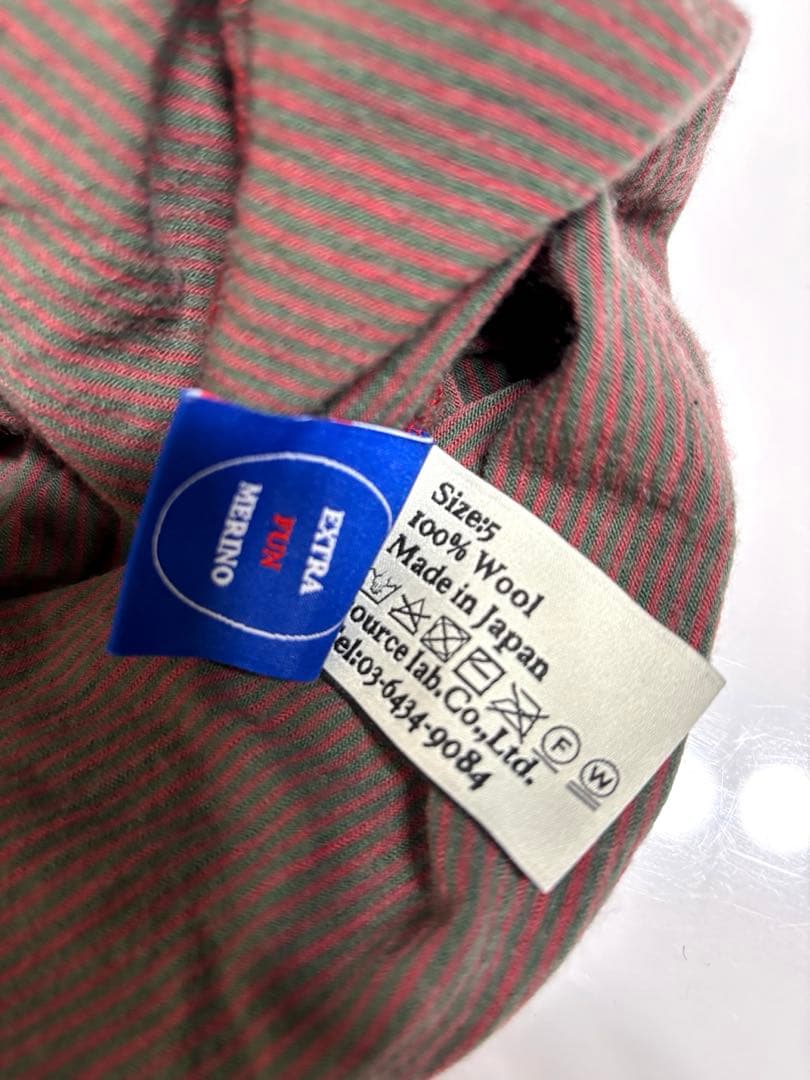 EXTRA
FUN
MERINO
Size:5
100% Wool
Made in Japan
F W
ource lab.Co.,Ltd.
el:03-6434-9084